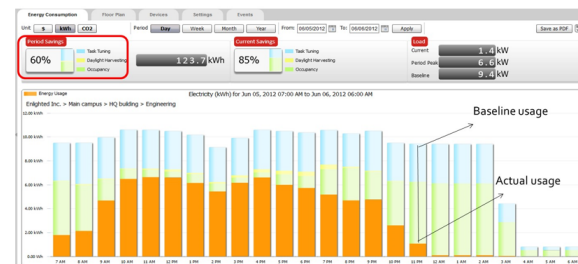 Energy Consumption Floor Plan Devices Settings Events
Unit $ kWh CO2 Period Day Week Month Year From: 06/05/2012 To: 06/06/2012 Apply Save as PDF
Period Savings
60%
Task Tuning
Daylight Harvesting
Occupancy
123.7 kWh
Current Savings
85%
Task Tuning
Daylight Harvesting
Occupancy
Load
Current 1.4 kW
Period Peak 6.6 kW
Baseline 9.4 kW
Energy Usage
Electricity (kWh) for Jun 05, 2012 07:00 AM to Jun 06, 2012 06:00 AM
Enlighted Inc. > Main campus > HQ building > Engineering
Baseline usage
Actual usage
12.00 kWh
10.00 kWh
8.00 kWh
6.00 kWh
4.00 kWh
2.00 kWh
0.00 kWh
7 AM 8 AM 9 AM 10 AM 11 AM 12 PM 1 PM 2 PM 3 PM 4 PM 5 PM 6 PM 7 PM 8 PM 9 PM 10 PM 11 PM 12 AM 1 AM 2 AM 3 AM 4 AM 5 AM 6 AM